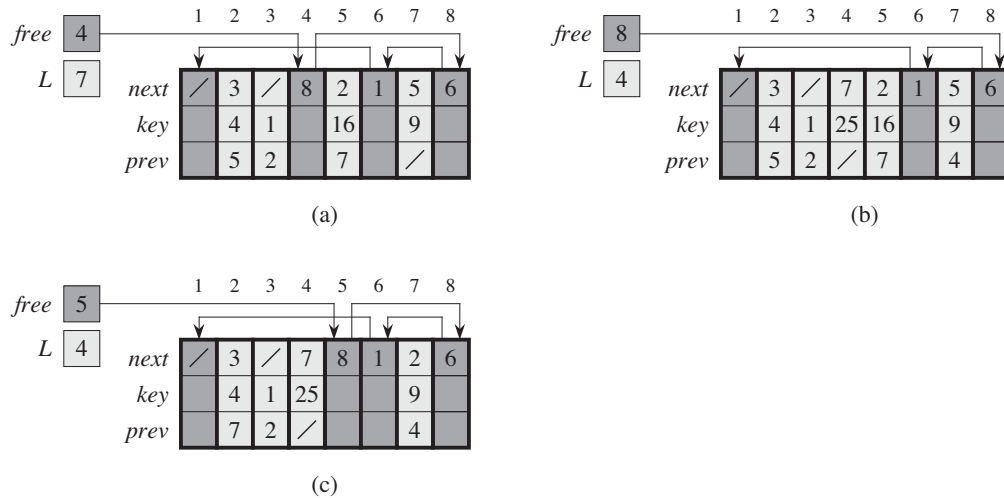 1 2 3 4 5 6 7 8
free 4
L 7
next / 3 / 8 2 1 5 6
key 4 1 16 9
prev 5 2 7 /
(a)
1 2 3 4 5 6 7 8
free 8
L 4
next / 3 / 7 2 1 5 6
key 4 1 25 16 9
prev 5 2 / 7 4
(b)
1 2 3 4 5 6 7 8
free 5
L 4
next / 3 / 7 8 1 2 6
key 4 1 25 9
prev 7 2 / 4
(c)